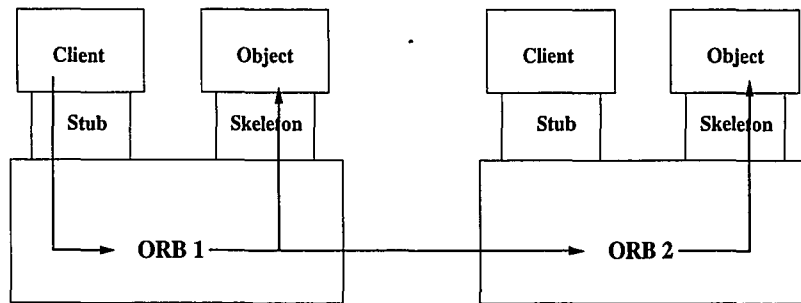 Client Object Client Object
Stub Skeleton Stub Skeleton
ORB 1 ORB 2